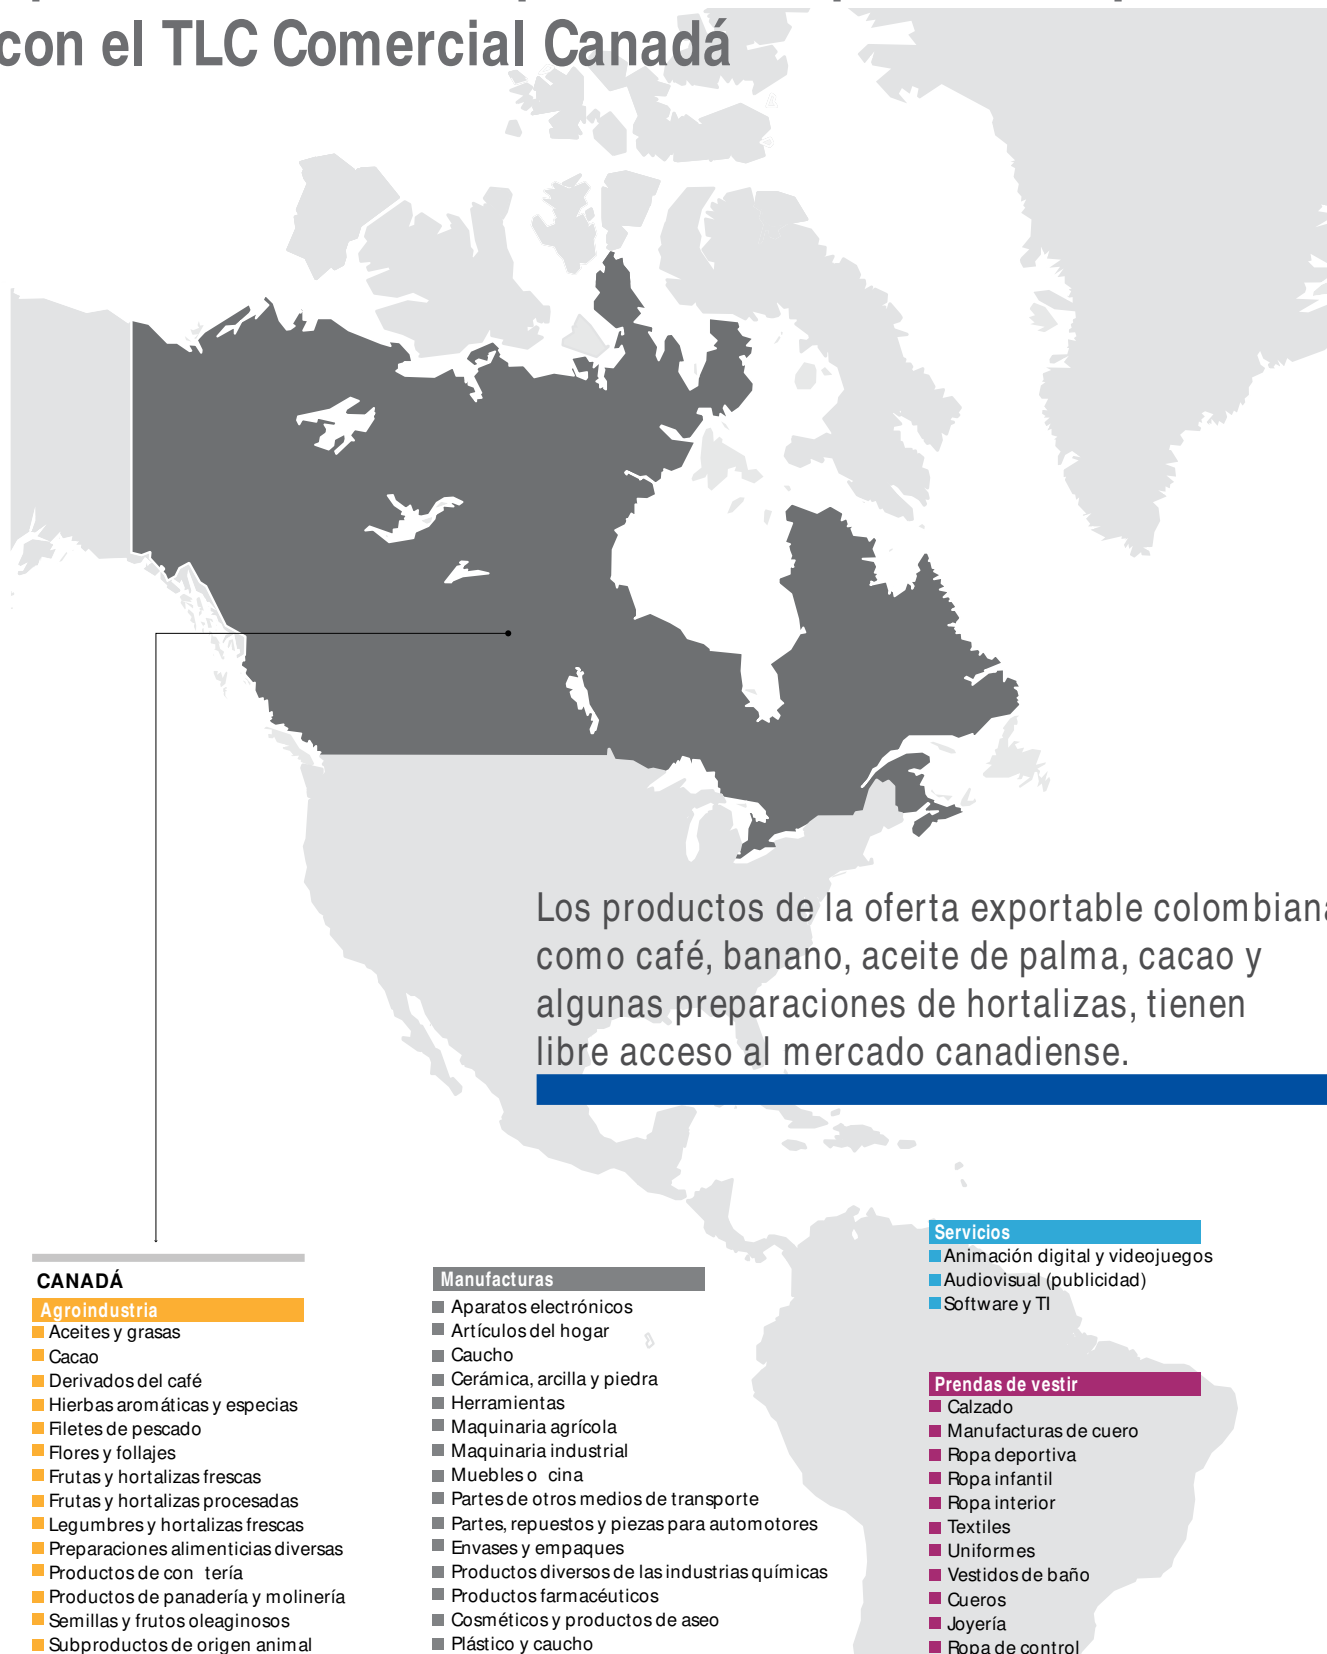 con el TLC Comercial Canadá
Los productos de la oferta exportable colombiana
como café, banano, aceite de palma, cacao y
algunas preparaciones de hortalizas, tienen
libre acceso al mercado canadiense.
CANADÁ
Agroindustria
Aceites y grasas
Cacao
Derivados del café
Hierbas aromáticas y especias
Filetes de pescado
Flores y follajes
Frutas y hortalizas frescas
Frutas y hortalizas procesadas
Legumbres y hortalizas frescas
Preparaciones alimenticias diversas
Productos de con tería
Productos de panadería y molinería
Semillas y frutos oleaginosos
Subproductos de origen animal
Manufacturas
Aparatos electrónicos
Artículos del hogar
Caucho
Cerámica, arcilla y piedra
Herramientas
Maquinaria agrícola
Maquinaria industrial
Muebles o cina
Partes de otros medios de transporte
Partes, repuestos y piezas para automotores
Envases y empaques
Productos diversos de las industrias químicas
Productos farmacéuticos
Cosméticos y productos de aseo
Plástico y caucho
Servicios
Animación digital y videojuegos
Audiovisual (publicidad)
Software y TI
Prendas de vestir
Calzado
Manufacturas de cuero
Ropa deportiva
Ropa infantil
Ropa interior
Textiles
Uniformes
Vestidos de baño
Cueros
Joyería
Ropa de control